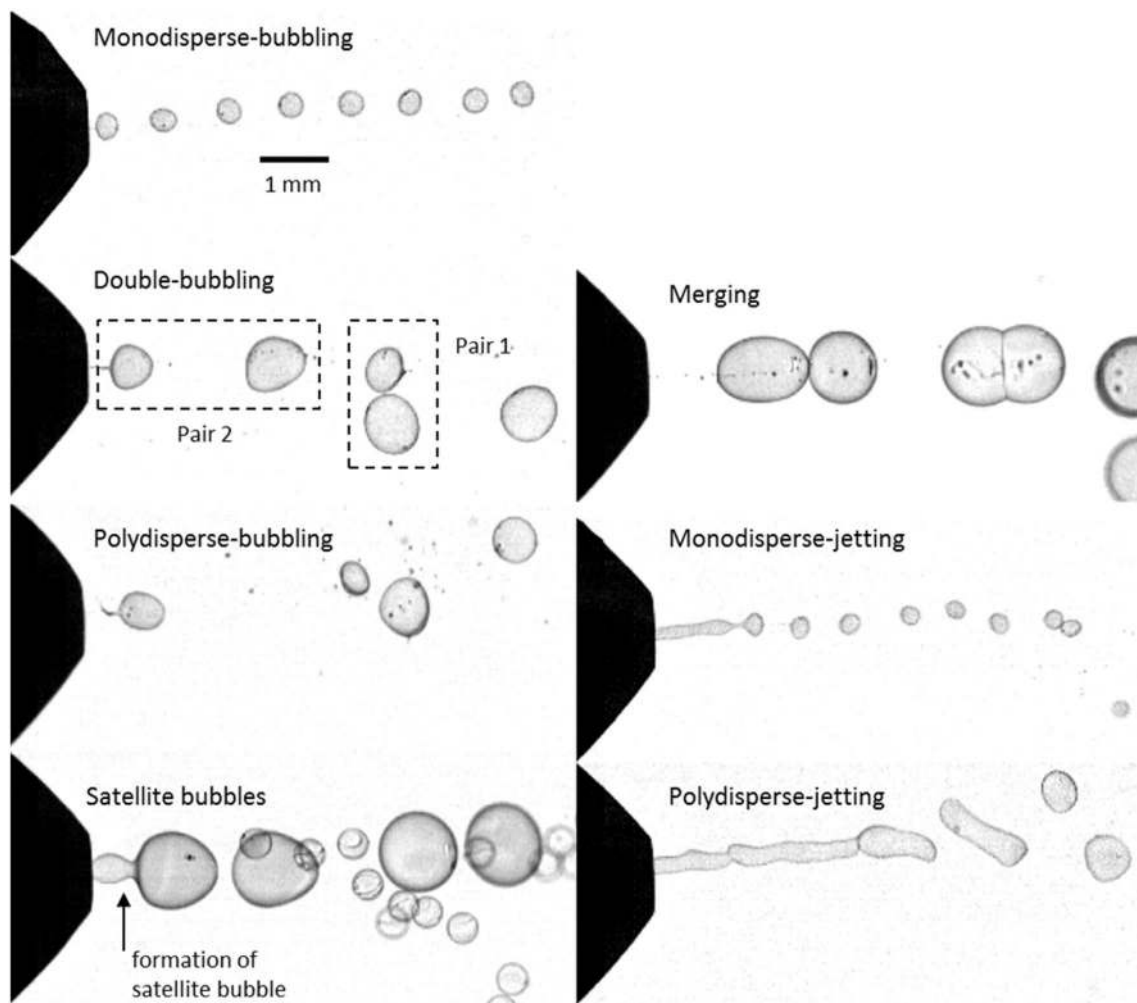 Monodisperse-bubbling
1 mm
Double-bubbling
Pair 1
Pair 2
Merging
Polydisperse-bubbling
Monodisperse-jetting
Satellite bubbles
formation of
satellite bubble
Polydisperse-jetting